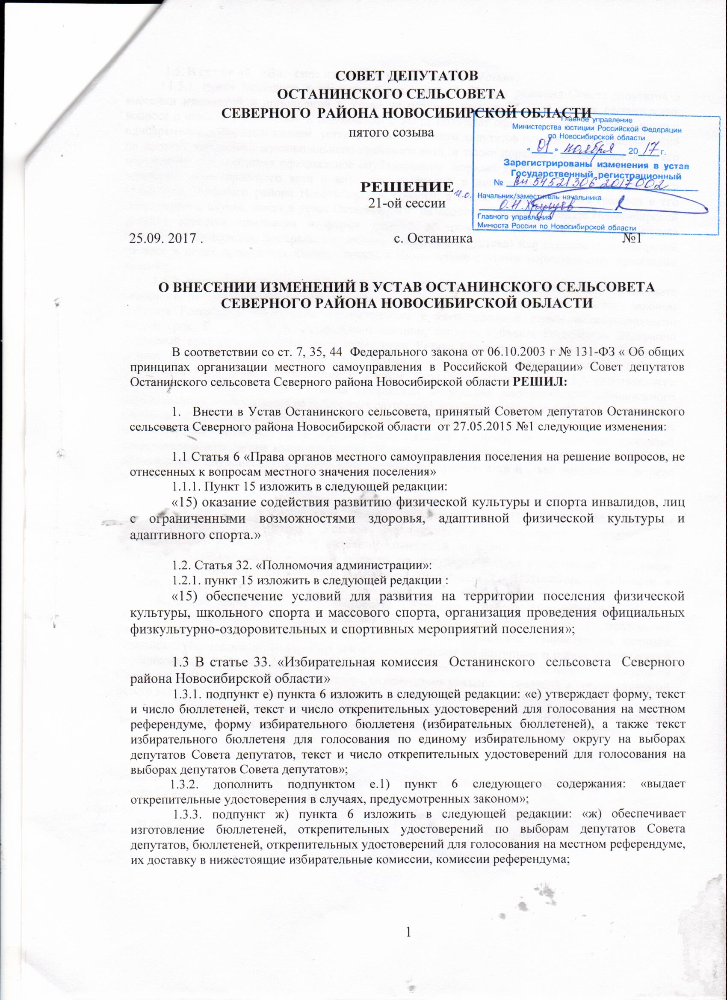 СОВЕТ ДЕПУТАТОВ
ОСТАНИНСКОГО СЕЛЬСОВЕТА
СЕВЕРНОГО РАЙОНА НОВОСИБИРСКОЙ ОБЛАСТИ
пятого созыва
Главное управление
Министерства юстиции Российской Федерации
по Новосибирской области
« 01 » ноября 2017 г.
Зарегистрированы изменения в устав
Государственный регистрационный
№ RU 545213062017002
и.о. Начальник/заместитель начальника
О.Н. Хрущев
Главного управления
Минюста России по Новосибирской области
РЕШЕНИЕ
21-ой сессии
25.09. 2017 . с. Останинка №1
О ВНЕСЕНИИ ИЗМЕНЕНИЙ В УСТАВ ОСТАНИНСКОГО СЕЛЬСОВЕТА
СЕВЕРНОГО РАЙОНА НОВОСИБИРСКОЙ ОБЛАСТИ
В соответствии со ст. 7, 35, 44 Федерального закона от 06.10.2003 г № 131-ФЗ « Об общих
принципах организации местного самоуправления в Российской Федерации» Совет депутатов
Останинского сельсовета Северного района Новосибирской области РЕШИЛ:
1. Внести в Устав Останинского сельсовета, принятый Советом депутатов Останинского
сельсовета Северного района Новосибирской области от 27.05.2015 №1 следующие изменения:
1.1 Статья 6 «Права органов местного самоуправления поселения на решение вопросов, не
отнесенных к вопросам местного значения поселения»
1.1.1. Пункт 15 изложить в следующей редакции:
«15) оказание содействия развитию физической культуры и спорта инвалидов, лиц
с ограниченными возможностями здоровья, адаптивной физической культуры и
адаптивного спорта.»
1.2. Статья 32. «Полномочия администрации»:
1.2.1. пункт 15 изложить в следующей редакции :
«15) обеспечение условий для развития на территории поселения физической
культуры, школьного спорта и массового спорта, организация проведения официальных
физкультурно-оздоровительных и спортивных мероприятий поселения»;
1.3 В статье 33. «Избирательная комиссия Останинского сельсовета Северного
района Новосибирской области»
1.3.1. подпункт е) пункта 6 изложить в следующей редакции: «е) утверждает форму, текст
и число бюллетеней, текст и число открепительных удостоверений для голосования на местном
референдуме, форму избирательного бюллетеня (избирательных бюллетеней), а также текст
избирательного бюллетеня для голосования по единому избирательному округу на выборах
депутатов Совета депутатов, текст и число открепительных удостоверений для голосования на
выборах депутатов Совета депутатов»;
1.3.2. дополнить подпунктом е.1) пункт 6 следующего содержания: «выдает
открепительные удостоверения в случаях, предусмотренных законом»;
1.3.3. подпункт ж) пункта 6 изложить в следующей редакции: «ж) обеспечивает
изготовление бюллетеней, открепительных удостоверений по выборам депутатов Совета
депутатов, бюллетеней, открепительных удостоверений для голосования на местном референдуме,
их доставку в нижестоящие избирательные комиссии, комиссии референдума;
1